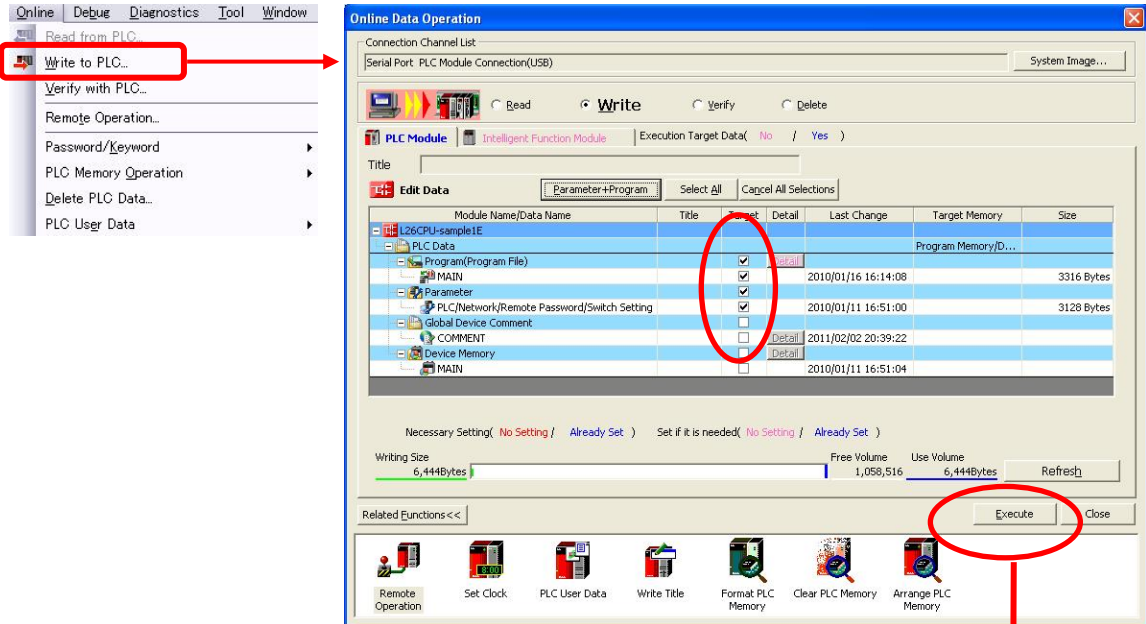 Online Debug Diagnostics Tool Window
Read from PLC...
Write to PLC...
Verify with PLC...
Remote Operation...
Password/Keyword
PLC Memory Operation
Delete PLC Data...
PLC User Data
Online Data Operation
Connection Channel List
Serial Port PLC Module Connection(USB)
System Image...
Read Write Verify Delete
PLC Module Intelligent Function Module Execution Target Data( No / Yes )
Title
Edit Data Parameter+Program Select All Cancel All Selections
Module Name/Data Name Title Target Detail Last Change Target Memory Size
L26CPU-sample1E
PLC Data Program Memory/D...
Program(Program File) Detail
MAIN 2010/01/16 16:14:08 3316 Bytes
Parameter
PLC/Network/Remote Password/Switch Setting 2010/01/11 16:51:00 3128 Bytes
Global Device Comment
COMMENT Detail 2011/02/02 20:39:22
Device Memory Detail
MAIN 2010/01/11 16:51:04
Necessary Setting( No Setting / Already Set ) Set if it is needed( No Setting / Already Set )
Writing Size Free Volume Use Volume
6,444Bytes 1,058,516 6,444Bytes Refresh
Related Functions<< Execute Close
8:00
Remote Operation
Set Clock
PLC User Data
Write Title
Format PLC Memory
Clear PLC Memory
Arrange PLC Memory